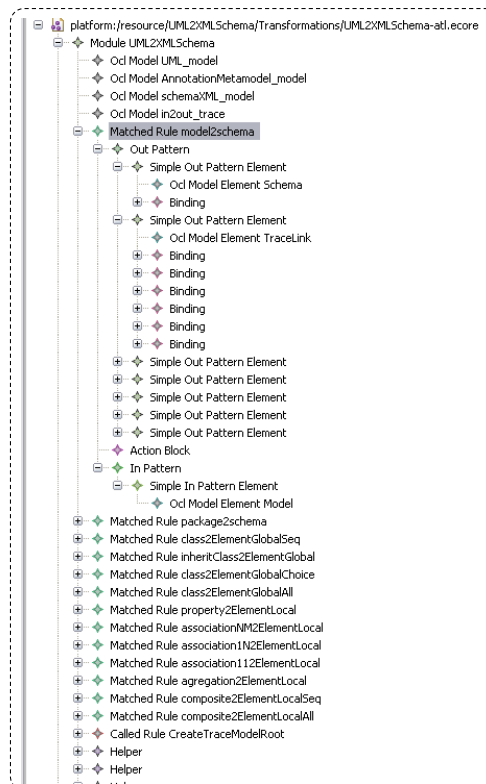 platform:/resource/UML2XMLSchema/Transformations/UML2XMLSchema-atl.ecore
Module UML2XMLSchema
Ocl Model UML_model
Ocl Model AnnotationMetamodel_model
Ocl Model schemaXML_model
Ocl Model in2out_trace
Matched Rule model2schema
Out Pattern
Simple Out Pattern Element
Ocl Model Element Schema
Binding
Simple Out Pattern Element
Ocl Model Element TraceLink
Binding
Binding
Binding
Binding
Binding
Binding
Simple Out Pattern Element
Simple Out Pattern Element
Simple Out Pattern Element
Simple Out Pattern Element
Simple Out Pattern Element
Action Block
In Pattern
Simple In Pattern Element
Ocl Model Element Model
Matched Rule package2schema
Matched Rule class2ElementGlobalSeq
Matched Rule inheritClass2ElementGlobal
Matched Rule class2ElementGlobalChoice
Matched Rule class2ElementGlobalAll
Matched Rule property2ElementLocal
Matched Rule associationNM2ElementLocal
Matched Rule association1N2ElementLocal
Matched Rule association112ElementLocal
Matched Rule agregation2ElementLocal
Matched Rule composite2ElementLocalSeq
Matched Rule composite2ElementLocalAll
Called Rule CreateTraceModelRoot
Helper
Helper